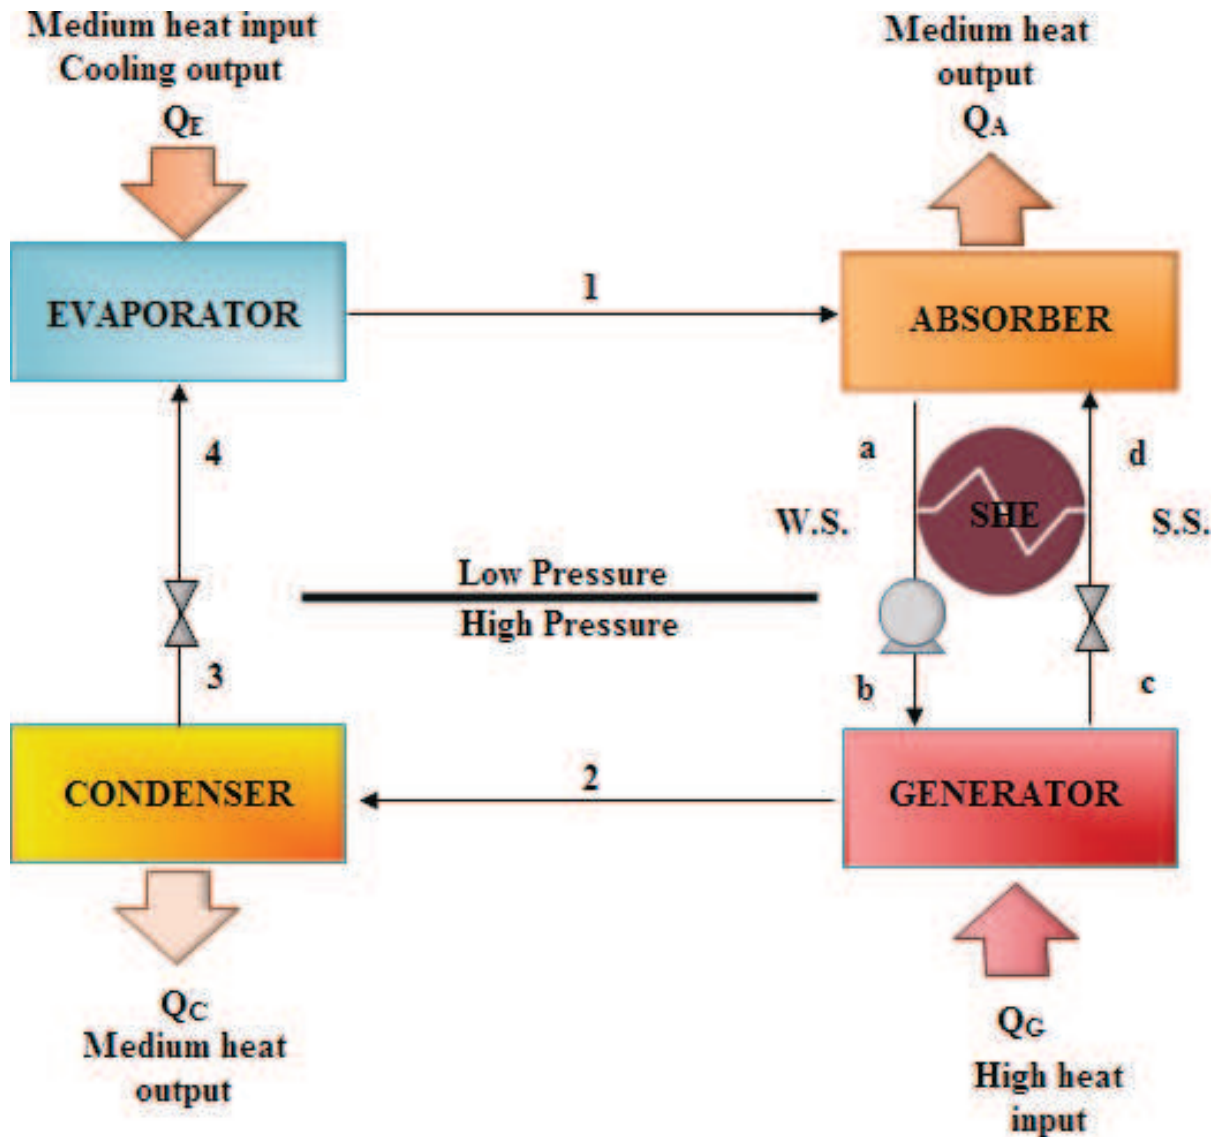 Medium heat input
Cooling output
QE
Medium heat
output
QA
EVAPORATOR
1
ABSORBER
4
a
d
W.S.
SHE
S.S.
Low Pressure
High Pressure
3
b
c
CONDENSER
2
GENERATOR
QC
Medium heat
output
QG
High heat
input